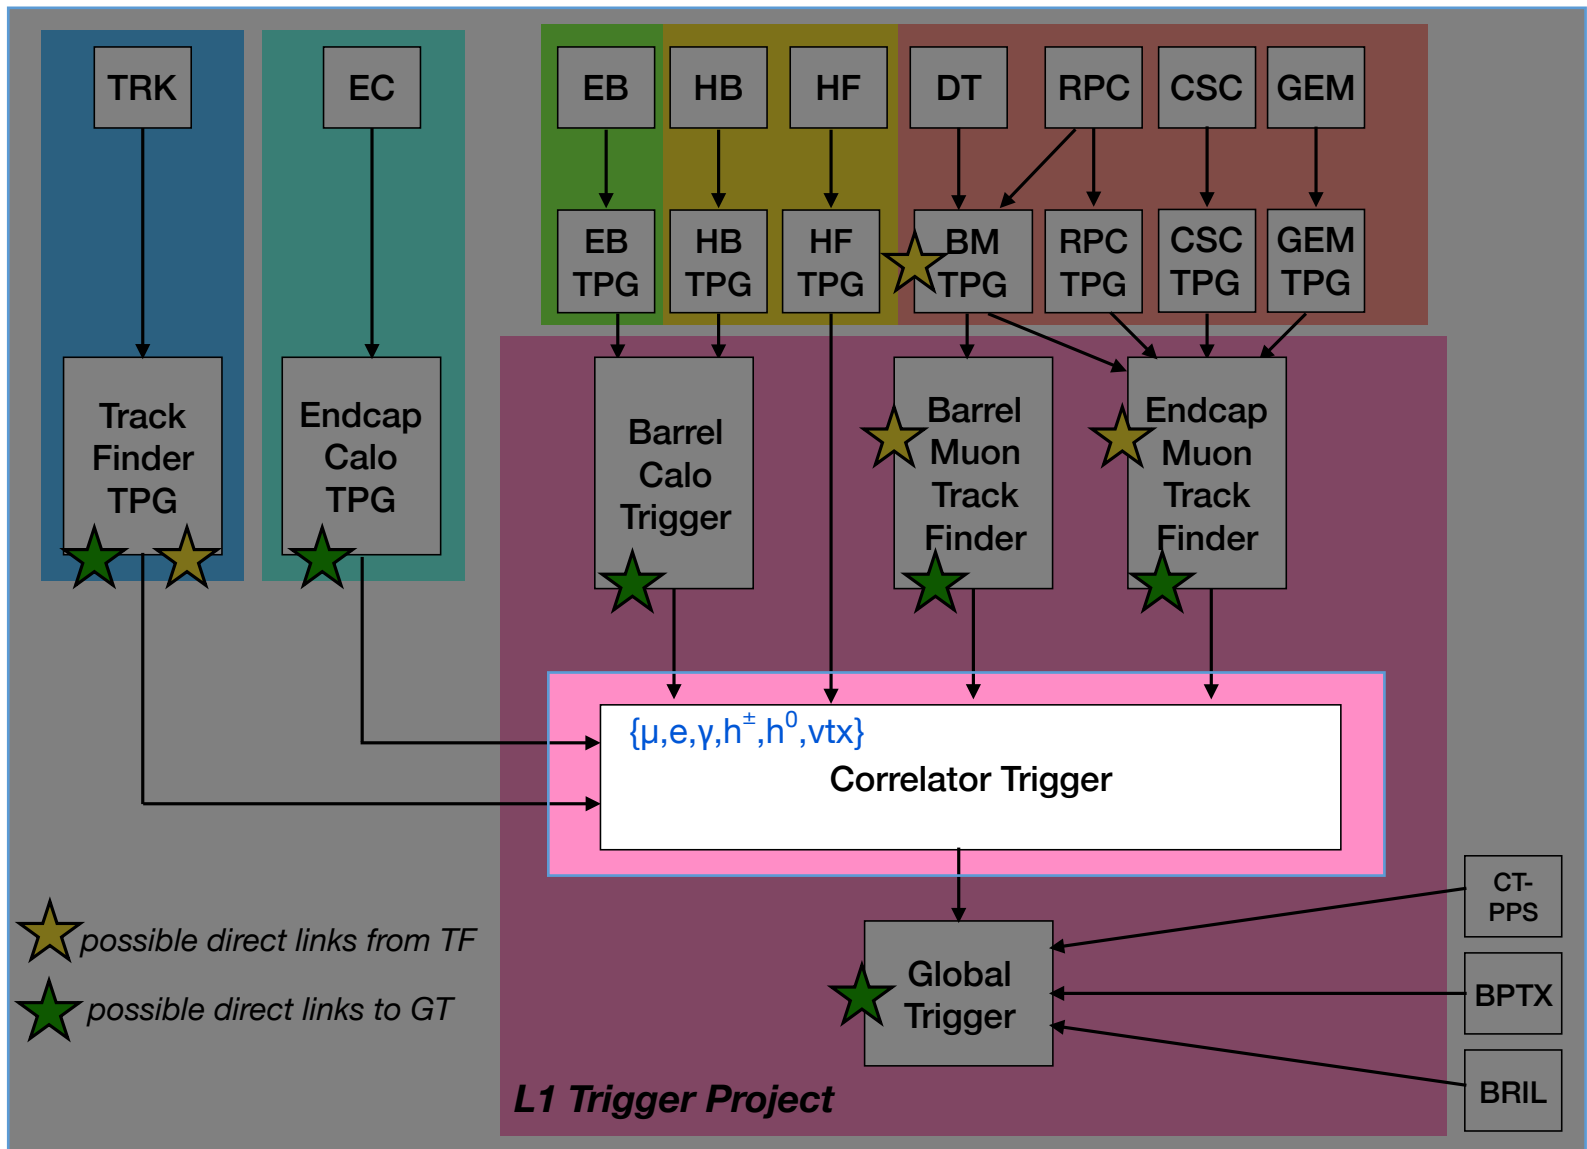 TRK
EC
EB
HB
HF
DT
RPC
CSC
GEM
EB
TPG
HB
TPG
HF
TPG
BM
TPG
RPC
TPG
CSC
TPG
GEM
TPG
Track
Finder
TPG
Endcap
Calo
TPG
Barrel
Calo
Trigger
Barrel
Muon
Track
Finder
Endcap
Muon
Track
Finder
{μ,e,γ,h±,h⁰,vtx}
Correlator Trigger
CT-
PPS
possible direct links from TF
Global
Trigger
BPTX
possible direct links to GT
BRIL
L1 Trigger Project